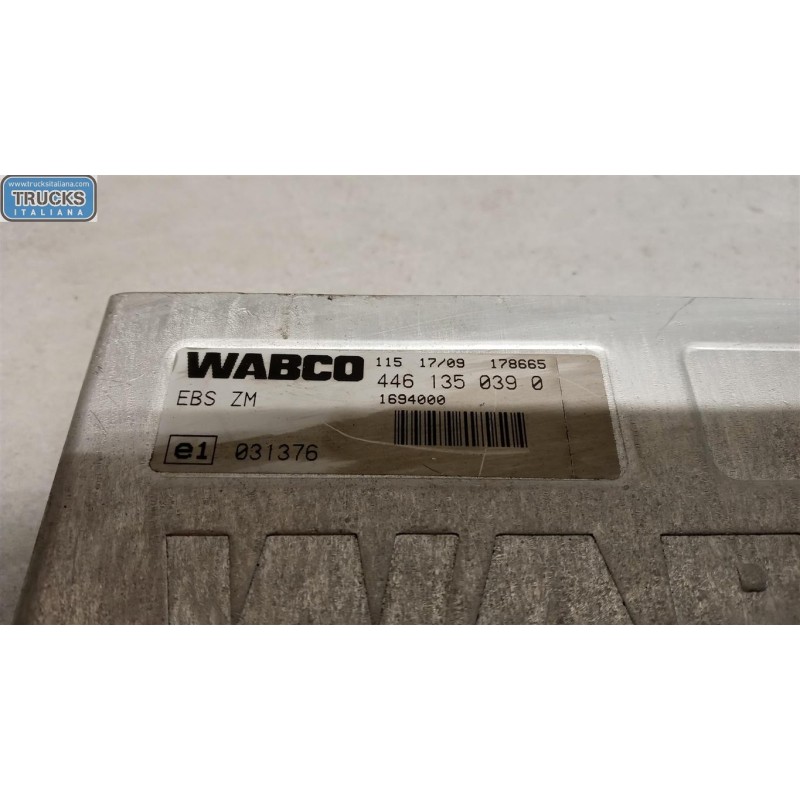 www.trucksitaliana.com
TRUCKS
ITALIANA
WABCO 115 17/09 178665
446 135 039 0
EBS ZM 1694000
e1 031376